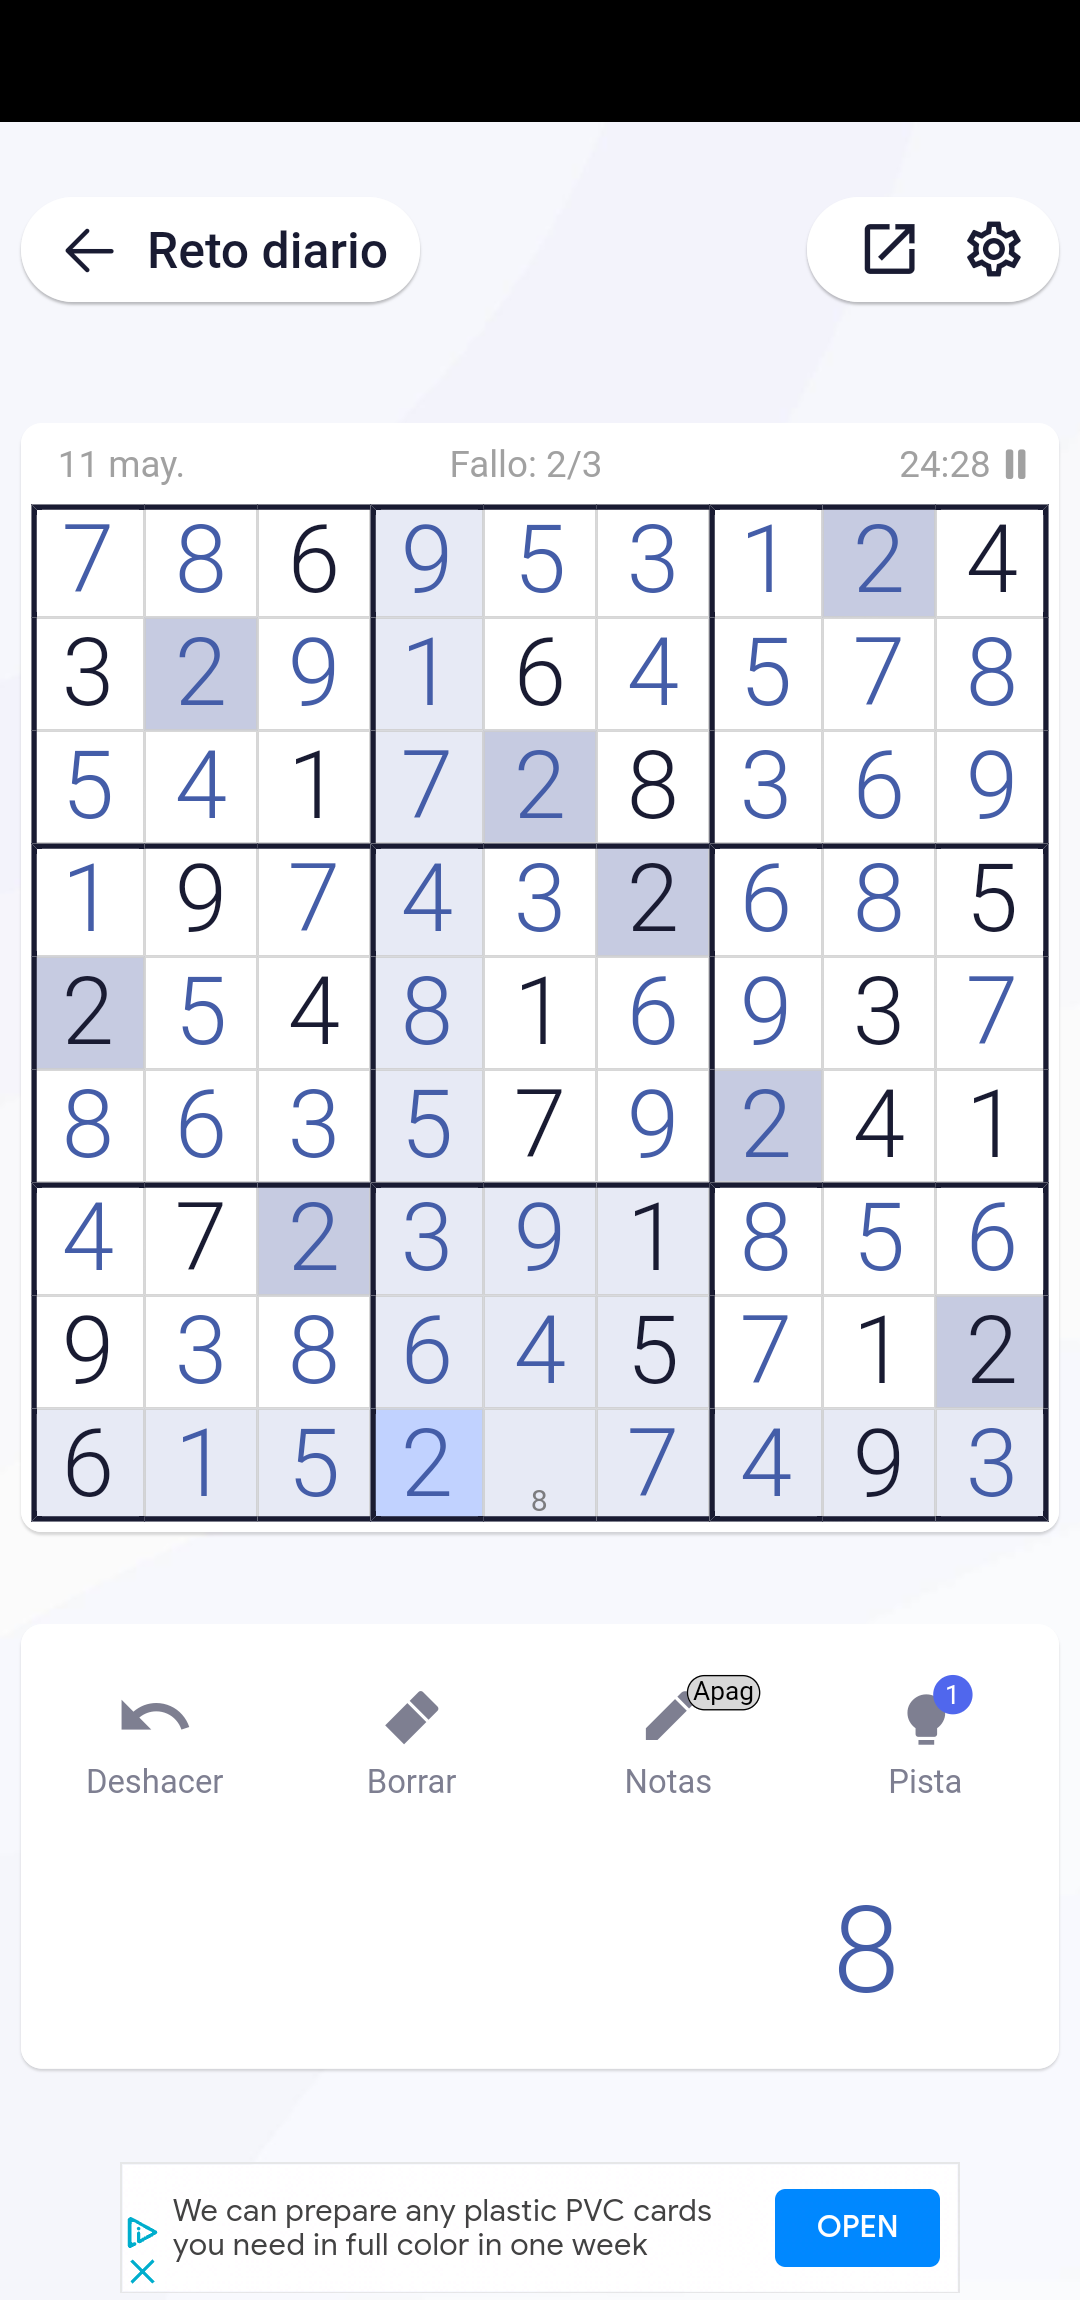 Reto diario
11 may. Fallo: 2/3 24:28
7 8 6 9 5 3 1 2 4
3 2 9 1 6 4 5 7 8
5 4 1 7 2 8 3 6 9
1 9 7 4 3 2 6 8 5
2 5 4 8 1 6 9 3 7
8 6 3 5 7 9 2 4 1
4 7 2 3 9 1 8 5 6
9 3 8 6 4 5 7 1 2
6 1 5 2 8 7 4 9 3
Apag 1
Deshacer Borrar Notas Pista
8
We can prepare any plastic PVC cards
you need in full color in one week
OPEN